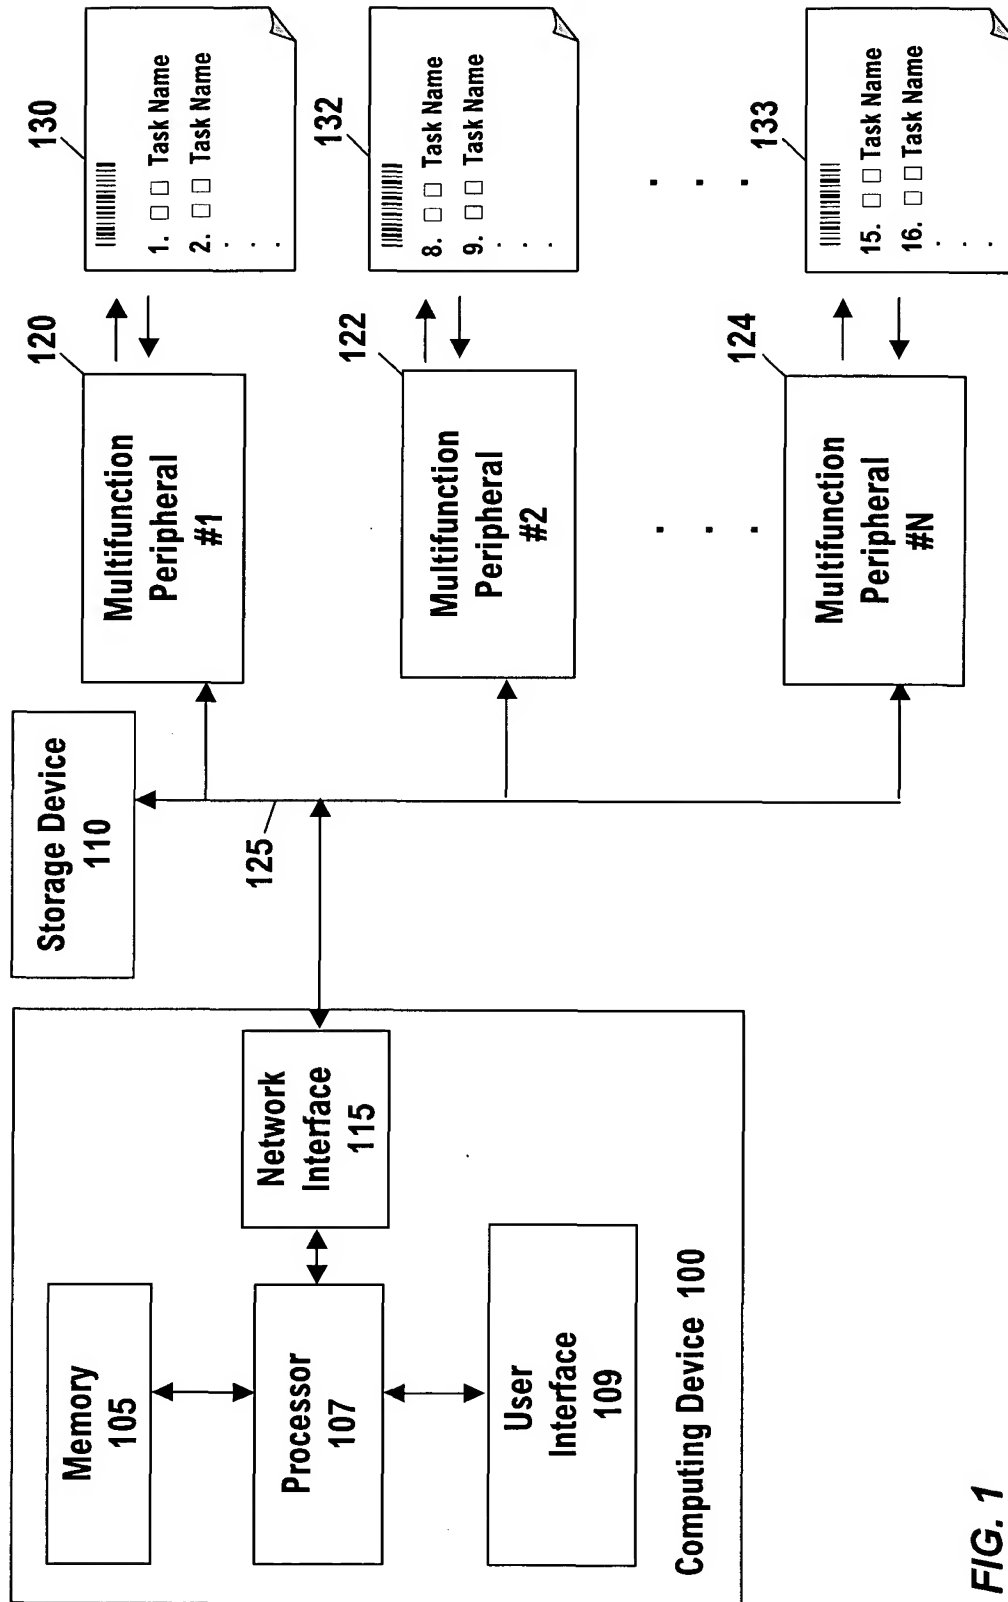 Memory
105
Processor
107
User
Interface
109
Network
Interface
115
Computing Device 100
Storage Device
110
125
Multifunction
Peripheral
#1
120
Multifunction
Peripheral
#2
122
. . .
Multifunction
Peripheral
#N
124
130
1. □ □ Task Name
2. □ □ Task Name
. . .
132
8. □ □ Task Name
9. □ □ Task Name
. . .
. . .
133
15. □ □ Task Name
16. □ □ Task Name
. . .
FIG. 1